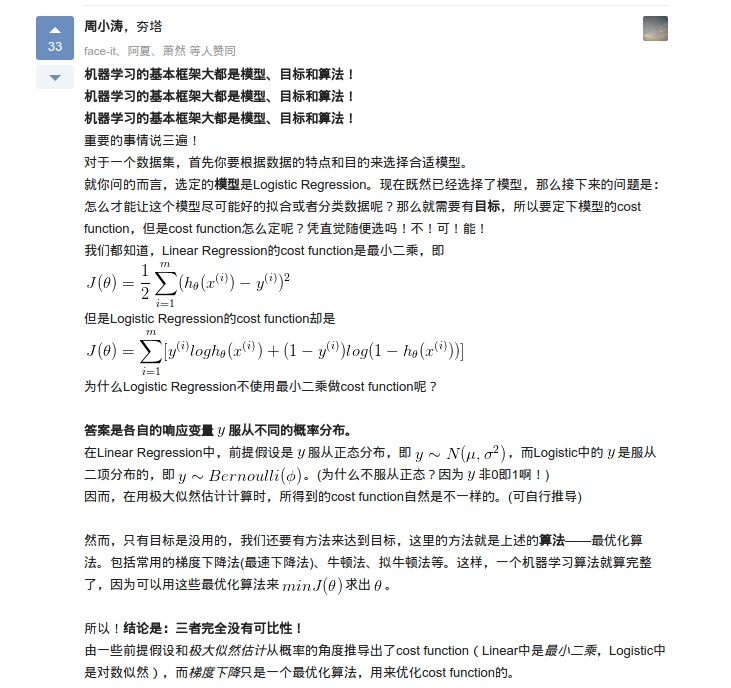 周小涛，夯塔
33
face-it、阿夏、萧然 等人赞同
机器学习的基本框架大都是模型、目标和算法！
机器学习的基本框架大都是模型、目标和算法！
机器学习的基本框架大都是模型、目标和算法！
重要的事情说三遍！
对于一个数据集，首先你要根据数据的特点和目的来选择合适模型。
就你问的而言，选定的模型是Logistic Regression。现在既然已经选择了模型，那么接下来的问题是：
怎么才能让这个模型尽可能好的拟合或者分类数据呢？那么就需要有目标，所以要定下模型的cost
function，但是cost function怎么定呢？凭直觉随便选吗！不！可！能！
我们都知道，Linear Regression的cost function是最小二乘，即
J(θ) = 1/2 ∑_{i=1}^{m} (h_θ(x^{(i)}) − y^{(i)})^2
但是Logistic Regression的cost function却是
J(θ) = ∑_{i=1}^{m} [y^{(i)}logh_θ(x^{(i)}) + (1 − y^{(i)})log(1 − h_θ(x^{(i)}))]
为什么Logistic Regression不使用最小二乘做cost function呢？
答案是各自的响应变量 y 服从不同的概率分布。
在Linear Regression中，前提假设是 y 服从正态分布，即 y ∼ N(μ, σ^2)，而Logistic中的 y 是服从
二项分布的，即 y ∼ Bernoulli(ϕ)。(为什么不服从正态？因为 y 非0即1啊！)
因而，在用极大似然估计计算时，所得到的cost function自然是不一样的。(可自行推导)
然而，只有目标是没用的，我们还要有方法来达到目标，这里的方法就是上述的算法——最优化算
法。包括常用的梯度下降法(最速下降法)、牛顿法、拟牛顿法等。这样，一个机器学习算法就算完整
了，因为可以用这些最优化算法来 minJ(θ) 求出 θ 。
所以！结论是：三者完全没有可比性！
由一些前提假设和极大似然估计从概率的角度推导出了cost function（Linear中是最小二乘，Logistic中
是对数似然），而梯度下降只是一个最优化算法，用来优化cost function的。